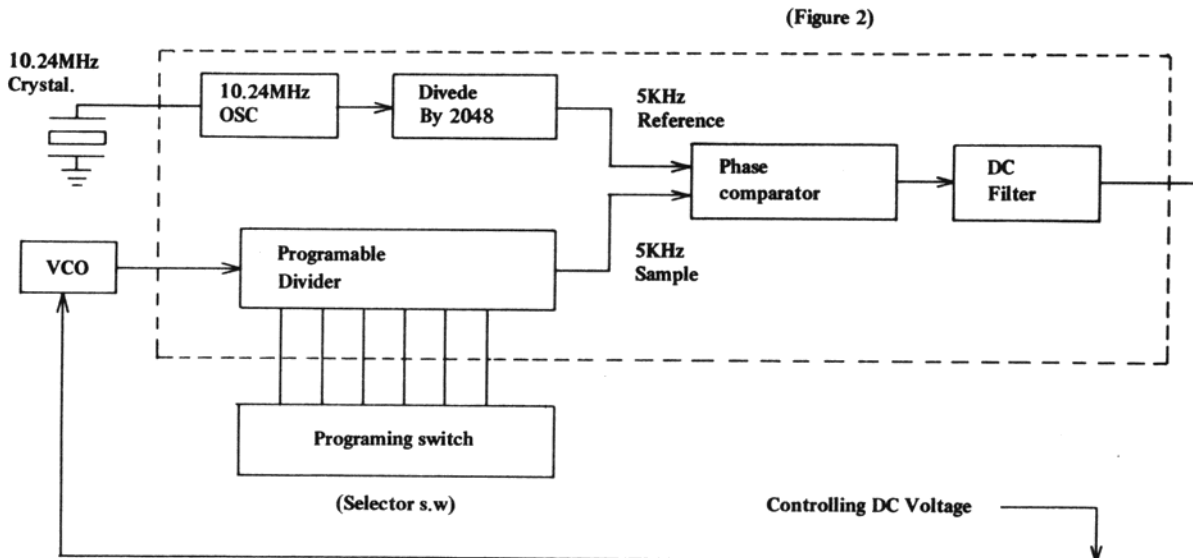 (Figure 2)
10.24MHz
Crystal.
10.24MHz
OSC
Divede
By 2048
5KHz
Reference
Phase
comparator
DC
Filter
VCO
Programable
Divider
5KHz
Sample
Programing switch
(Selector s.w)
Controlling DC Voltage